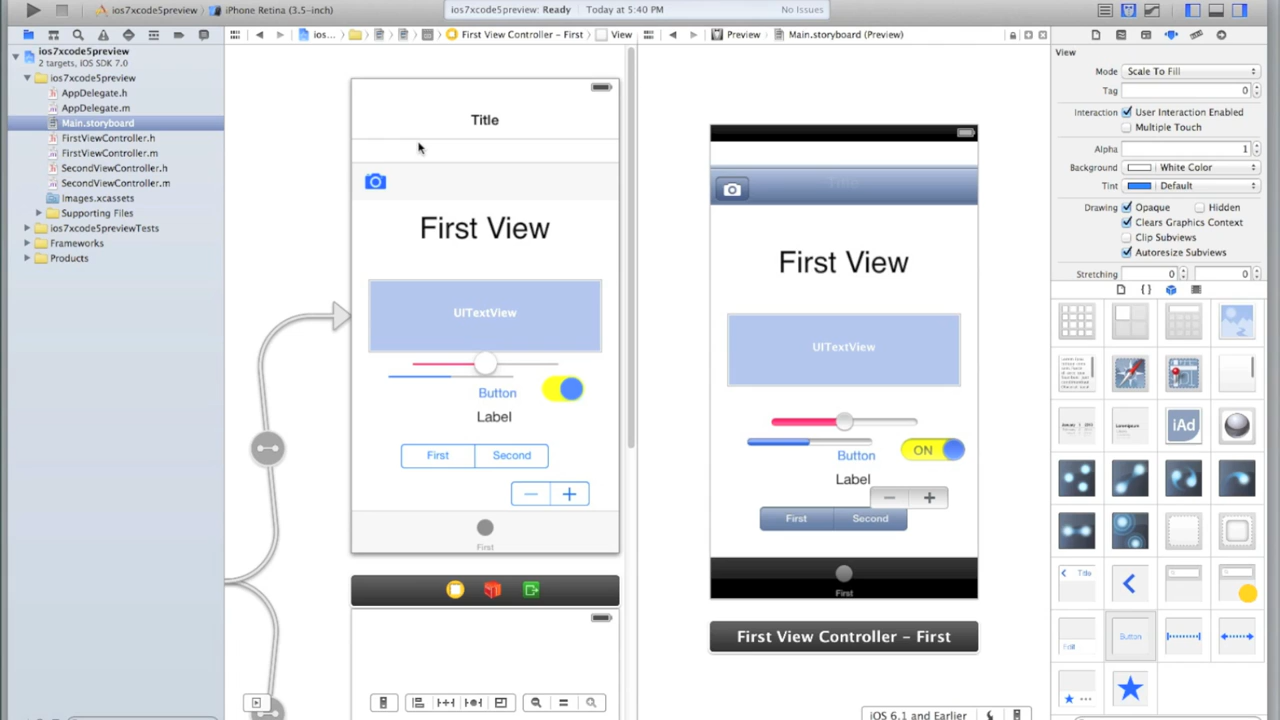 ios7xcode5preview
iPhone Retina (3.5-inch)
ios7xcode5preview: Ready
Today at 5:40 PM
No Issues
ios7xcode5preview
2 targets, iOS SDK 7.0
ios7xcode5preview
AppDelegate.h
AppDelegate.m
Main.storyboard
FirstViewController.h
FirstViewController.m
SecondViewController.h
SecondViewController.m
Images.xcassets
Supporting Files
ios7xcode5previewTests
Frameworks
Products
ios...
First View Controller – First
View
Title
First View
UITextView
Button
Label
First
Second
First
Preview
Main.storyboard (Preview)
First View
UITextView
ON
Button
Label
First
Second
First
First View Controller – First
iOS 6.1 and Earlier
View
Mode
Scale To Fill
Tag
0
Interaction
User Interaction Enabled
Multiple Touch
Alpha
1
Background
White Color
Tint
Default
Drawing
Opaque
Hidden
Clears Graphics Context
Clip Subviews
Autoresize Subviews
Stretching
0
0
{ }
iAd
Title
Button
Edit